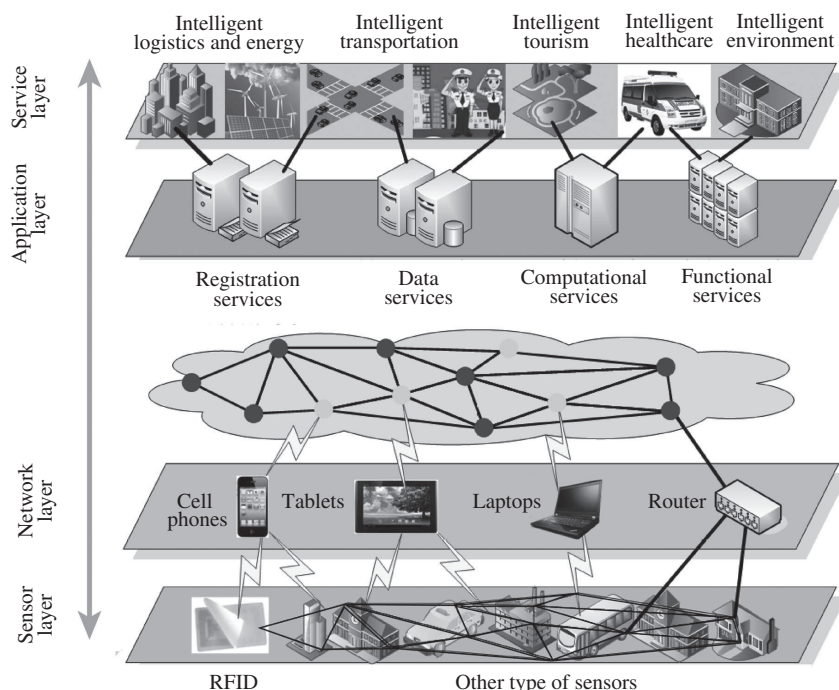 Intelligent
logistics and energy
Intelligent
transportation
Intelligent
tourism
Intelligent
healthcare
Intelligent
environment
Service
layer
Application
layer
Registration
services
Data
services
Computational
services
Functional
services
Network
layer
Cell
phones
Tablets
Laptops
Router
Sensor
layer
RFID
Other type of sensors